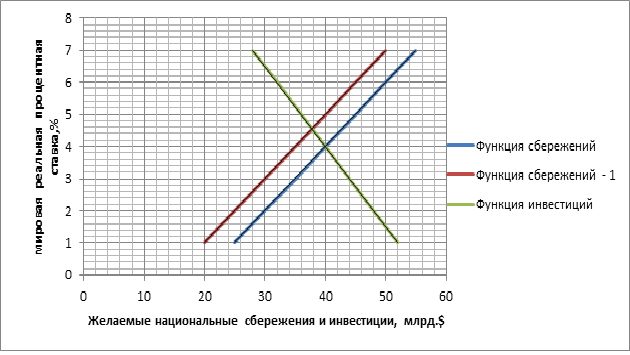 8
7
6
5
4
3
2
1
0
мировая реальная процентная
ставка,%
0 10 20 30 40 50 60
Желаемые национальные сбережения и инвестиции, млрд.$
Функция сбережений
Функция сбережений - 1
Функция инвестиций